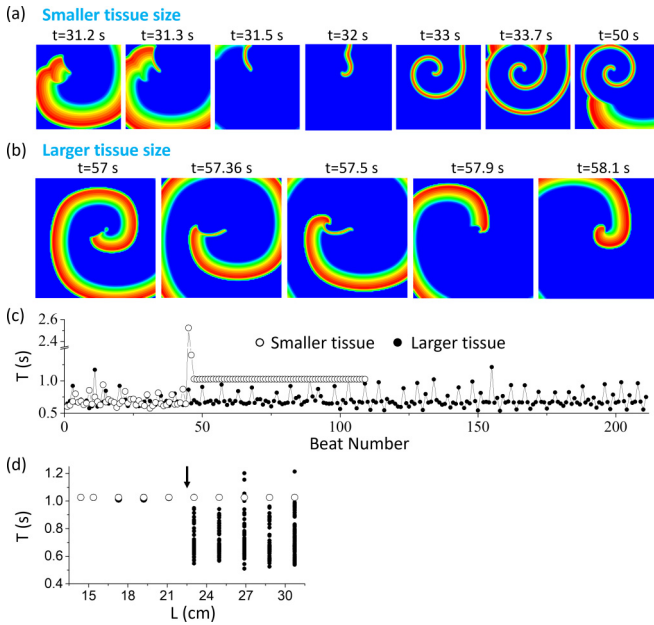 (a) Smaller tissue size
t=31.2 s t=31.3 s t=31.5 s t=32 s t=33 s t=33.7 s t=50 s
(b) Larger tissue size
t=57 s t=57.36 s t=57.5 s t=57.9 s t=58.1 s
(c)
2.6
2.4
1.0
0.5
T (s)
Smaller tissue Larger tissue
0 50 100 150 200
Beat Number
(d)
1.2
1.0
0.8
0.6
0.4
T (s)
15 18 21 24 27 30
L (cm)